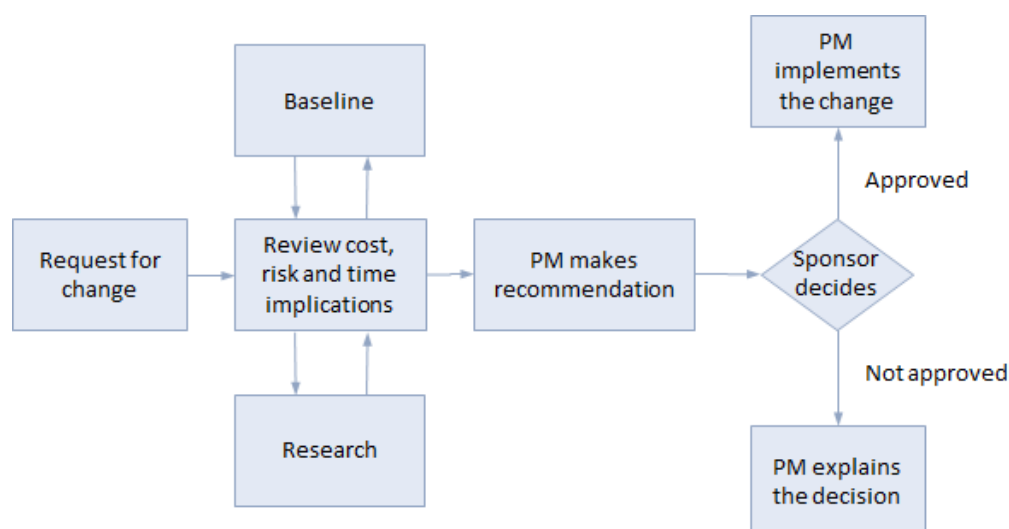 Baseline
Request for
change
Review cost,
risk and time
implications
Research
PM makes
recommendation
Sponsor
decides
Approved
PM
implements
the change
Not approved
PM explains
the decision